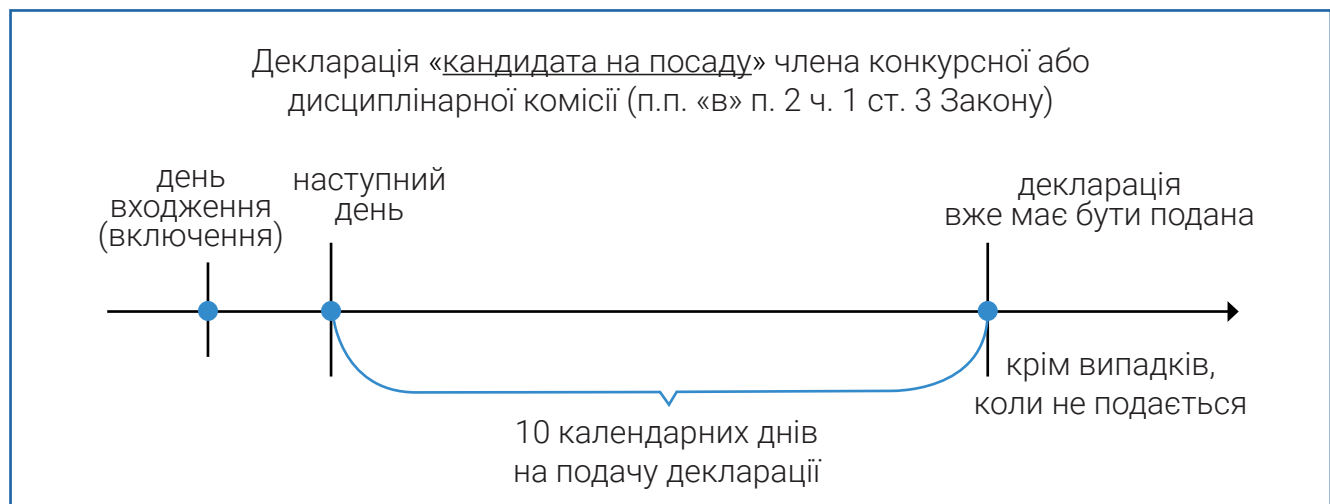 Декларація «кандидата на посаду» члена конкурсної або
дисциплінарної комісії (п.п. «в» п. 2 ч. 1 ст. 3 Закону)
день
входження
(включення)
наступний
день
декларація
вже має бути подана
крім випадків,
коли не подається
10 календарних днів
на подачу декларації